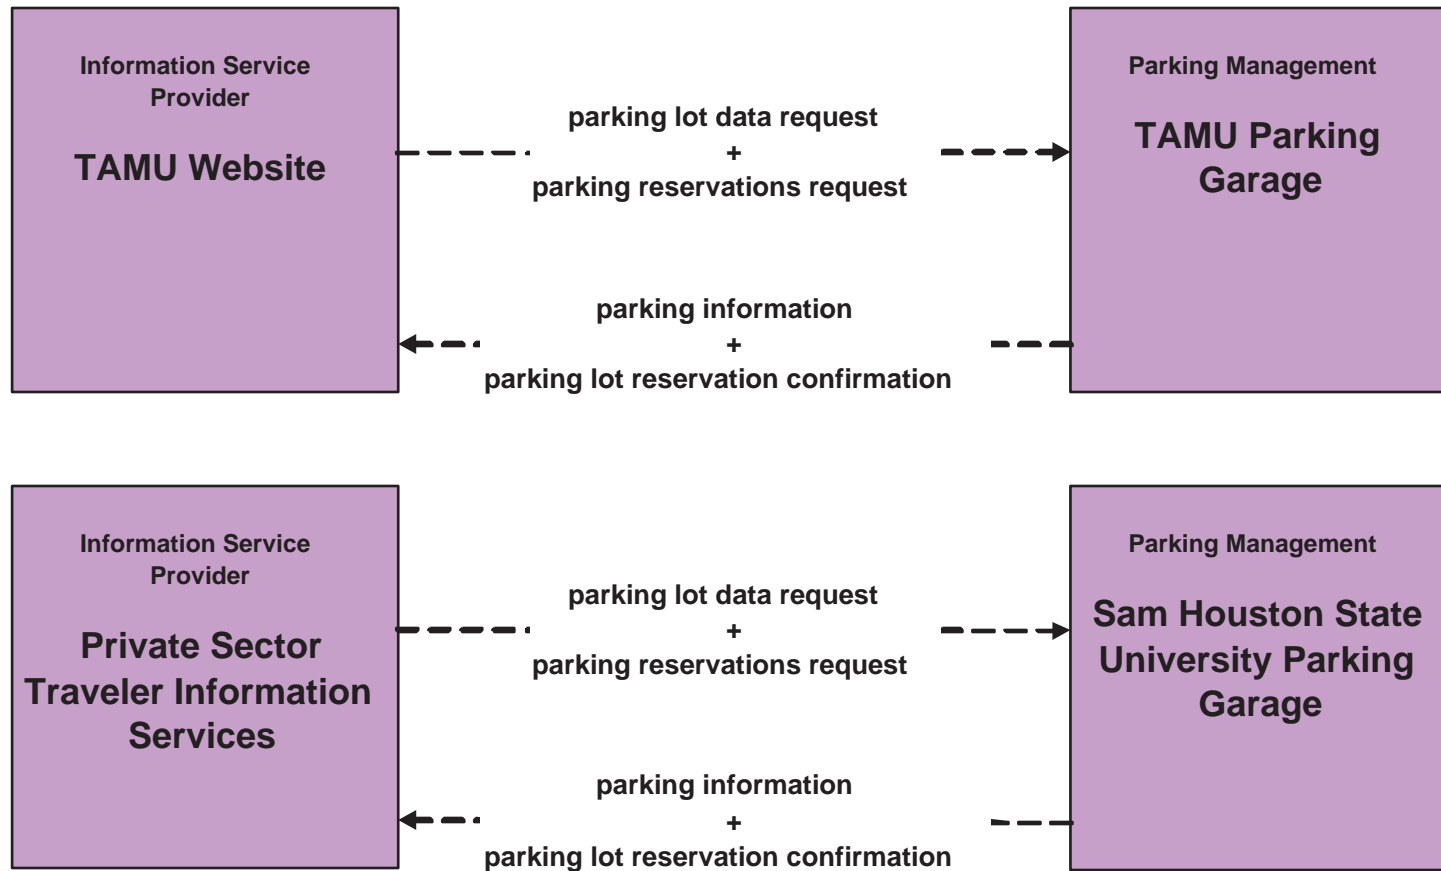 Information Service
Provider
TAMU Website
parking lot data request
+
parking reservations request
Parking Management
TAMU Parking
Garage
parking information
+
parking lot reservation confirmation
Information Service
Provider
Private Sector
Traveler Information
Services
parking lot data request
+
parking reservations request
Parking Management
Sam Houston State
University Parking
Garage
parking information
+
parking lot reservation confirmation